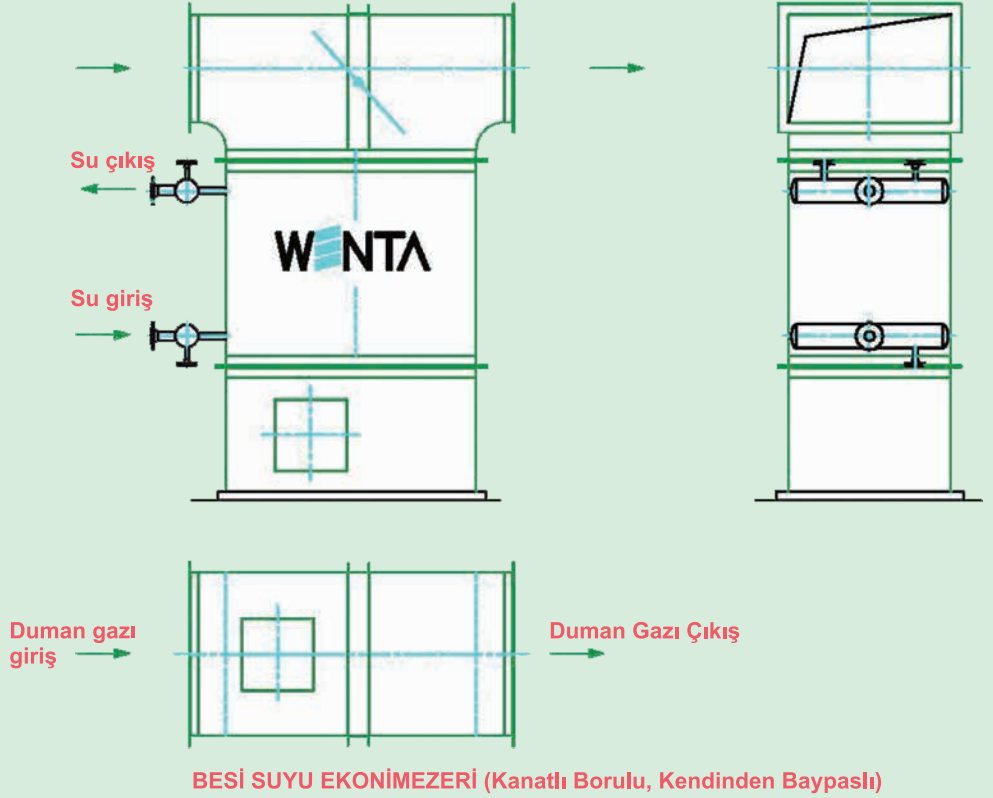 Su çıkış
WENTA
Su giriş
Duman gazı
giriş
Duman Gazı Çıkış
BESİ SUYU EKONİMEZERİ (Kanatlı Borulu, Kendinden Baypaslı)